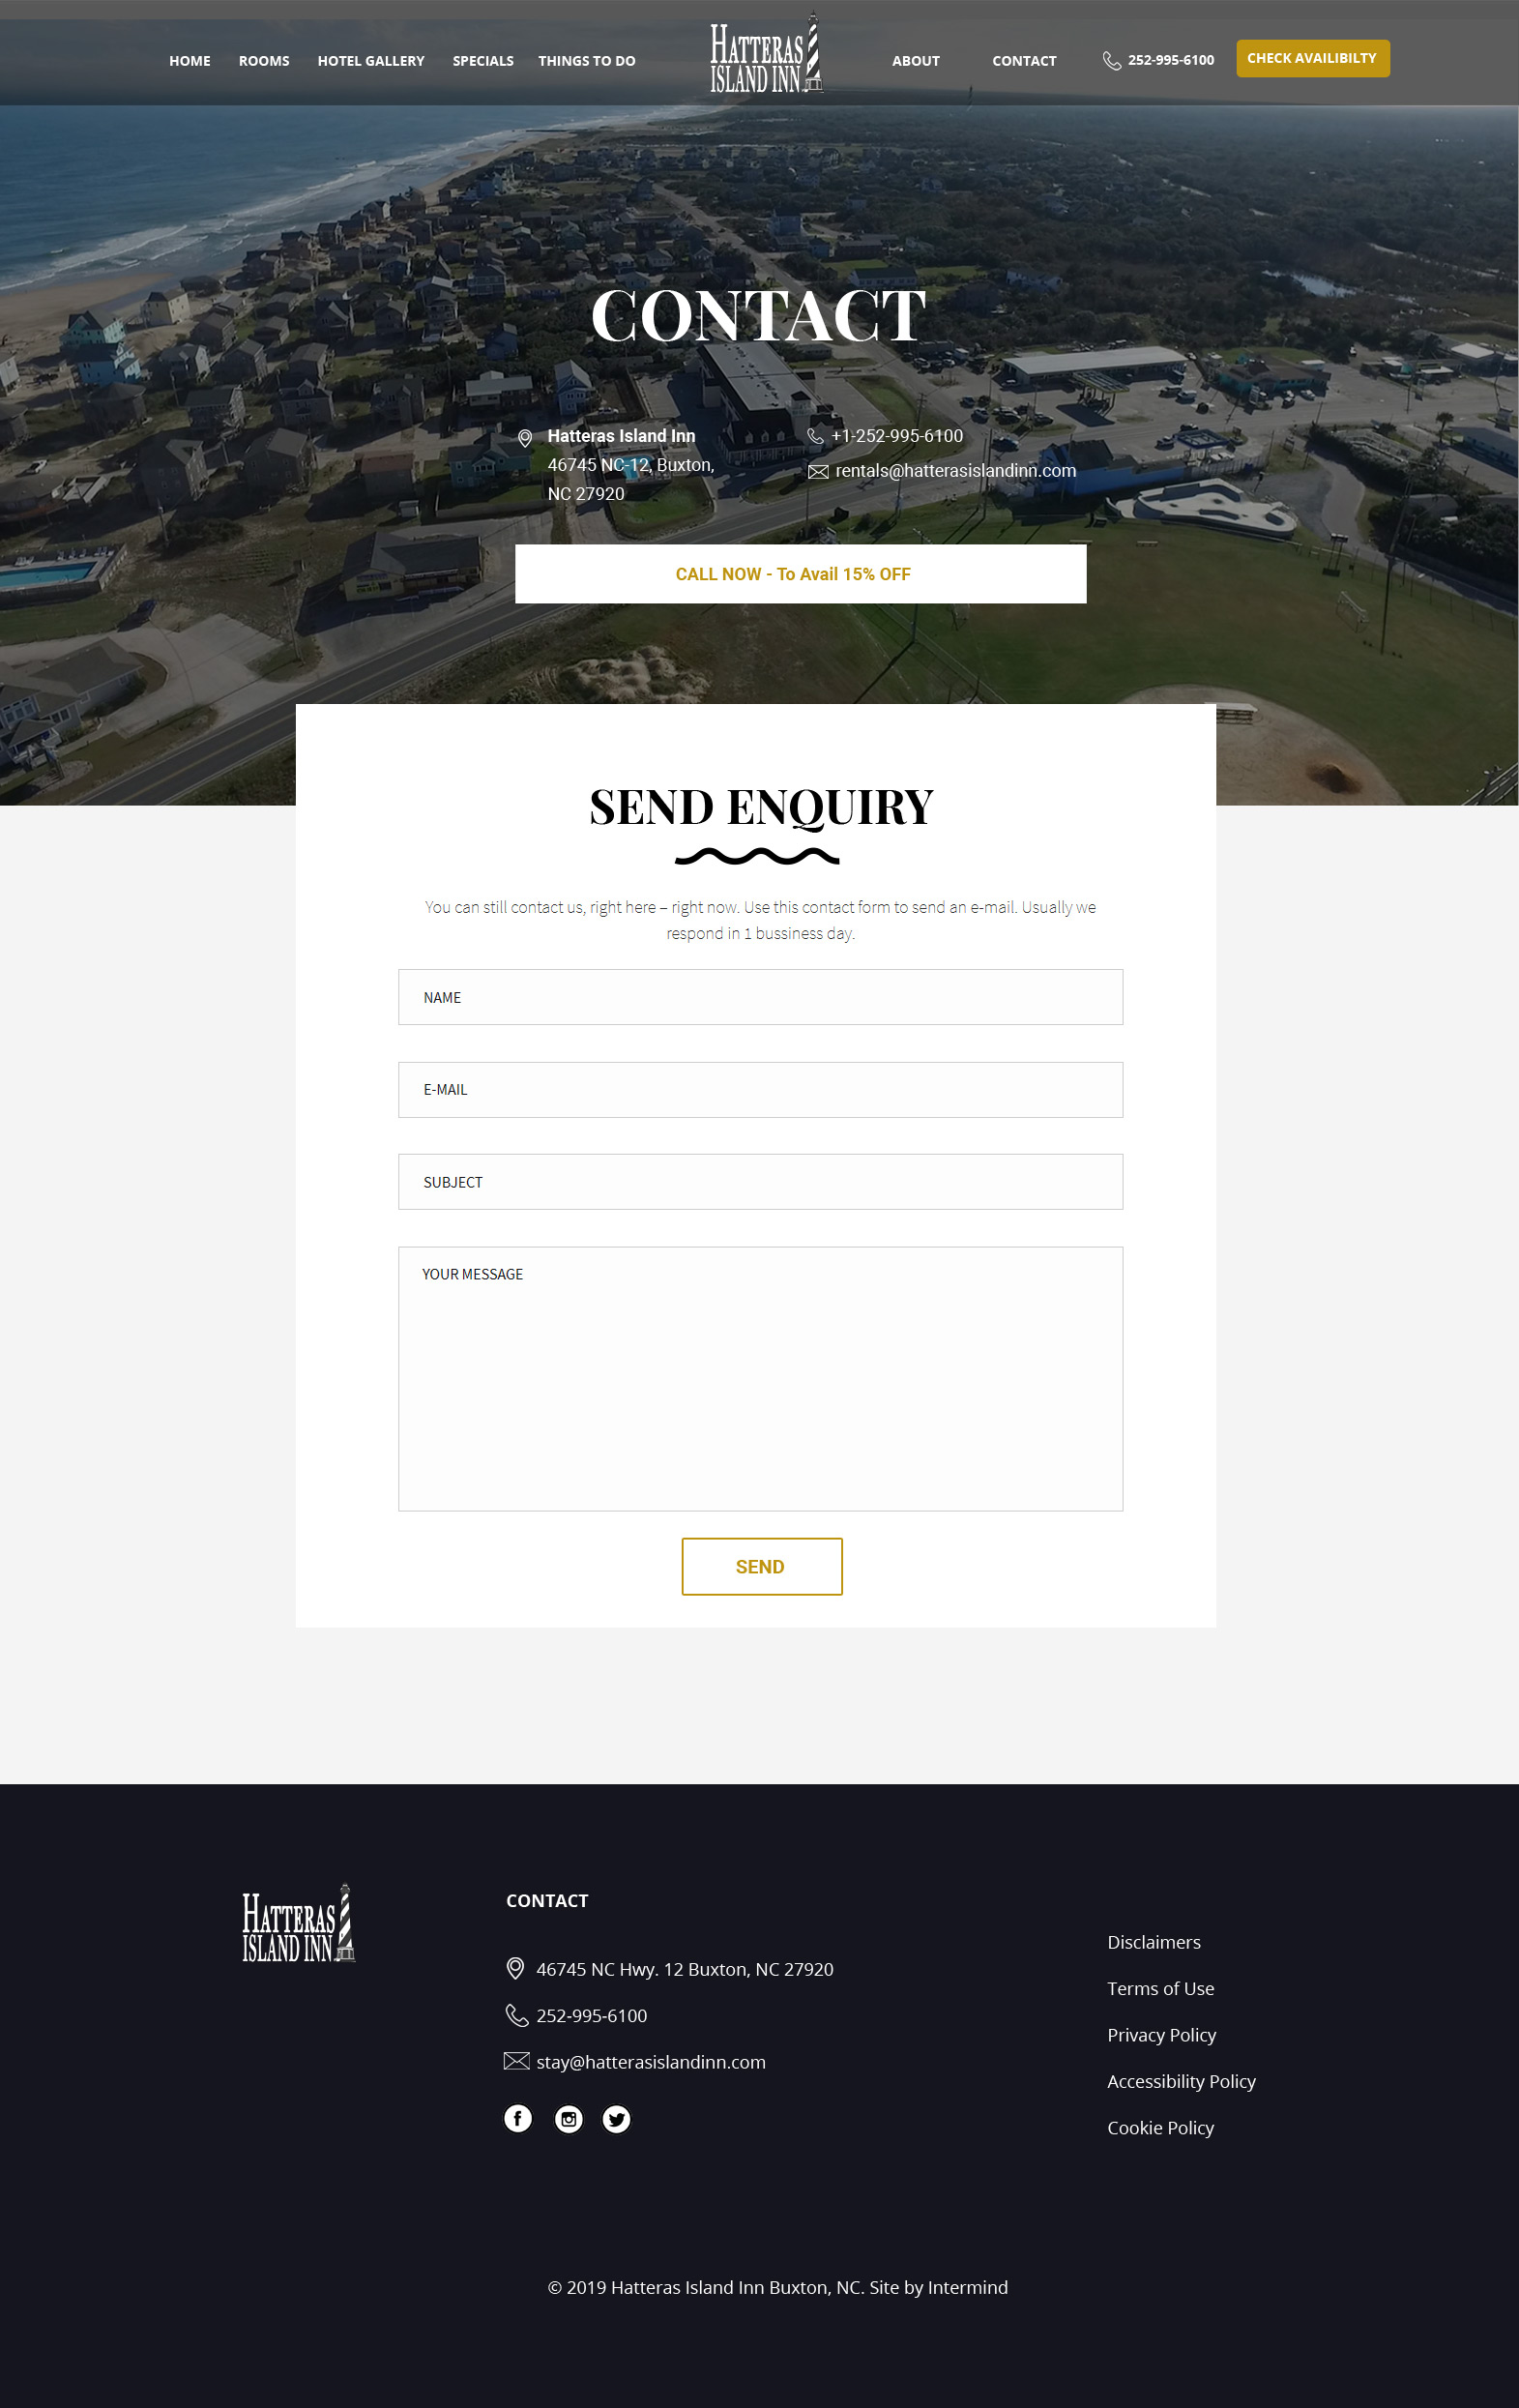 HOME ROOMS HOTEL GALLERY SPECIALS THINGS TO DO
HATTERAS
ISLAND INN
ABOUT CONTACT 252-995-6100 CHECK AVAILIBILTY
CONTACT
Hatteras Island Inn
46745 NC-12, Buxton,
NC 27920
+1-252-995-6100
rentals@hatterasislandinn.com
CALL NOW - To Avail 15% OFF
SEND ENQUIRY
You can still contact us, right here – right now. Use this contact form to send an e-mail. Usually we
respond in 1 bussiness day.
NAME
E-MAIL
SUBJECT
YOUR MESSAGE
SEND
HATTERAS
ISLAND INN
CONTACT
46745 NC Hwy. 12 Buxton, NC 27920
252-995-6100
stay@hatterasislandinn.com
Disclaimers
Terms of Use
Privacy Policy
Accessibility Policy
Cookie Policy
© 2019 Hatteras Island Inn Buxton, NC. Site by Intermind